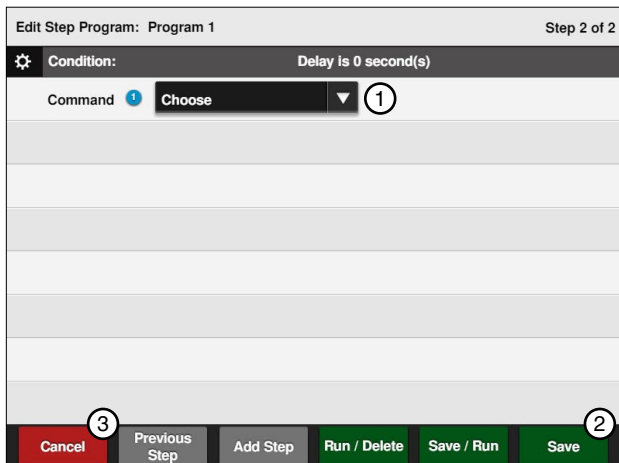 Edit Step Program: Program 1 Step 2 of 2
Condition: Delay is 0 second(s)
Command 1 Choose 1
3 2
Cancel Previous Step Add Step Run / Delete Save / Run Save